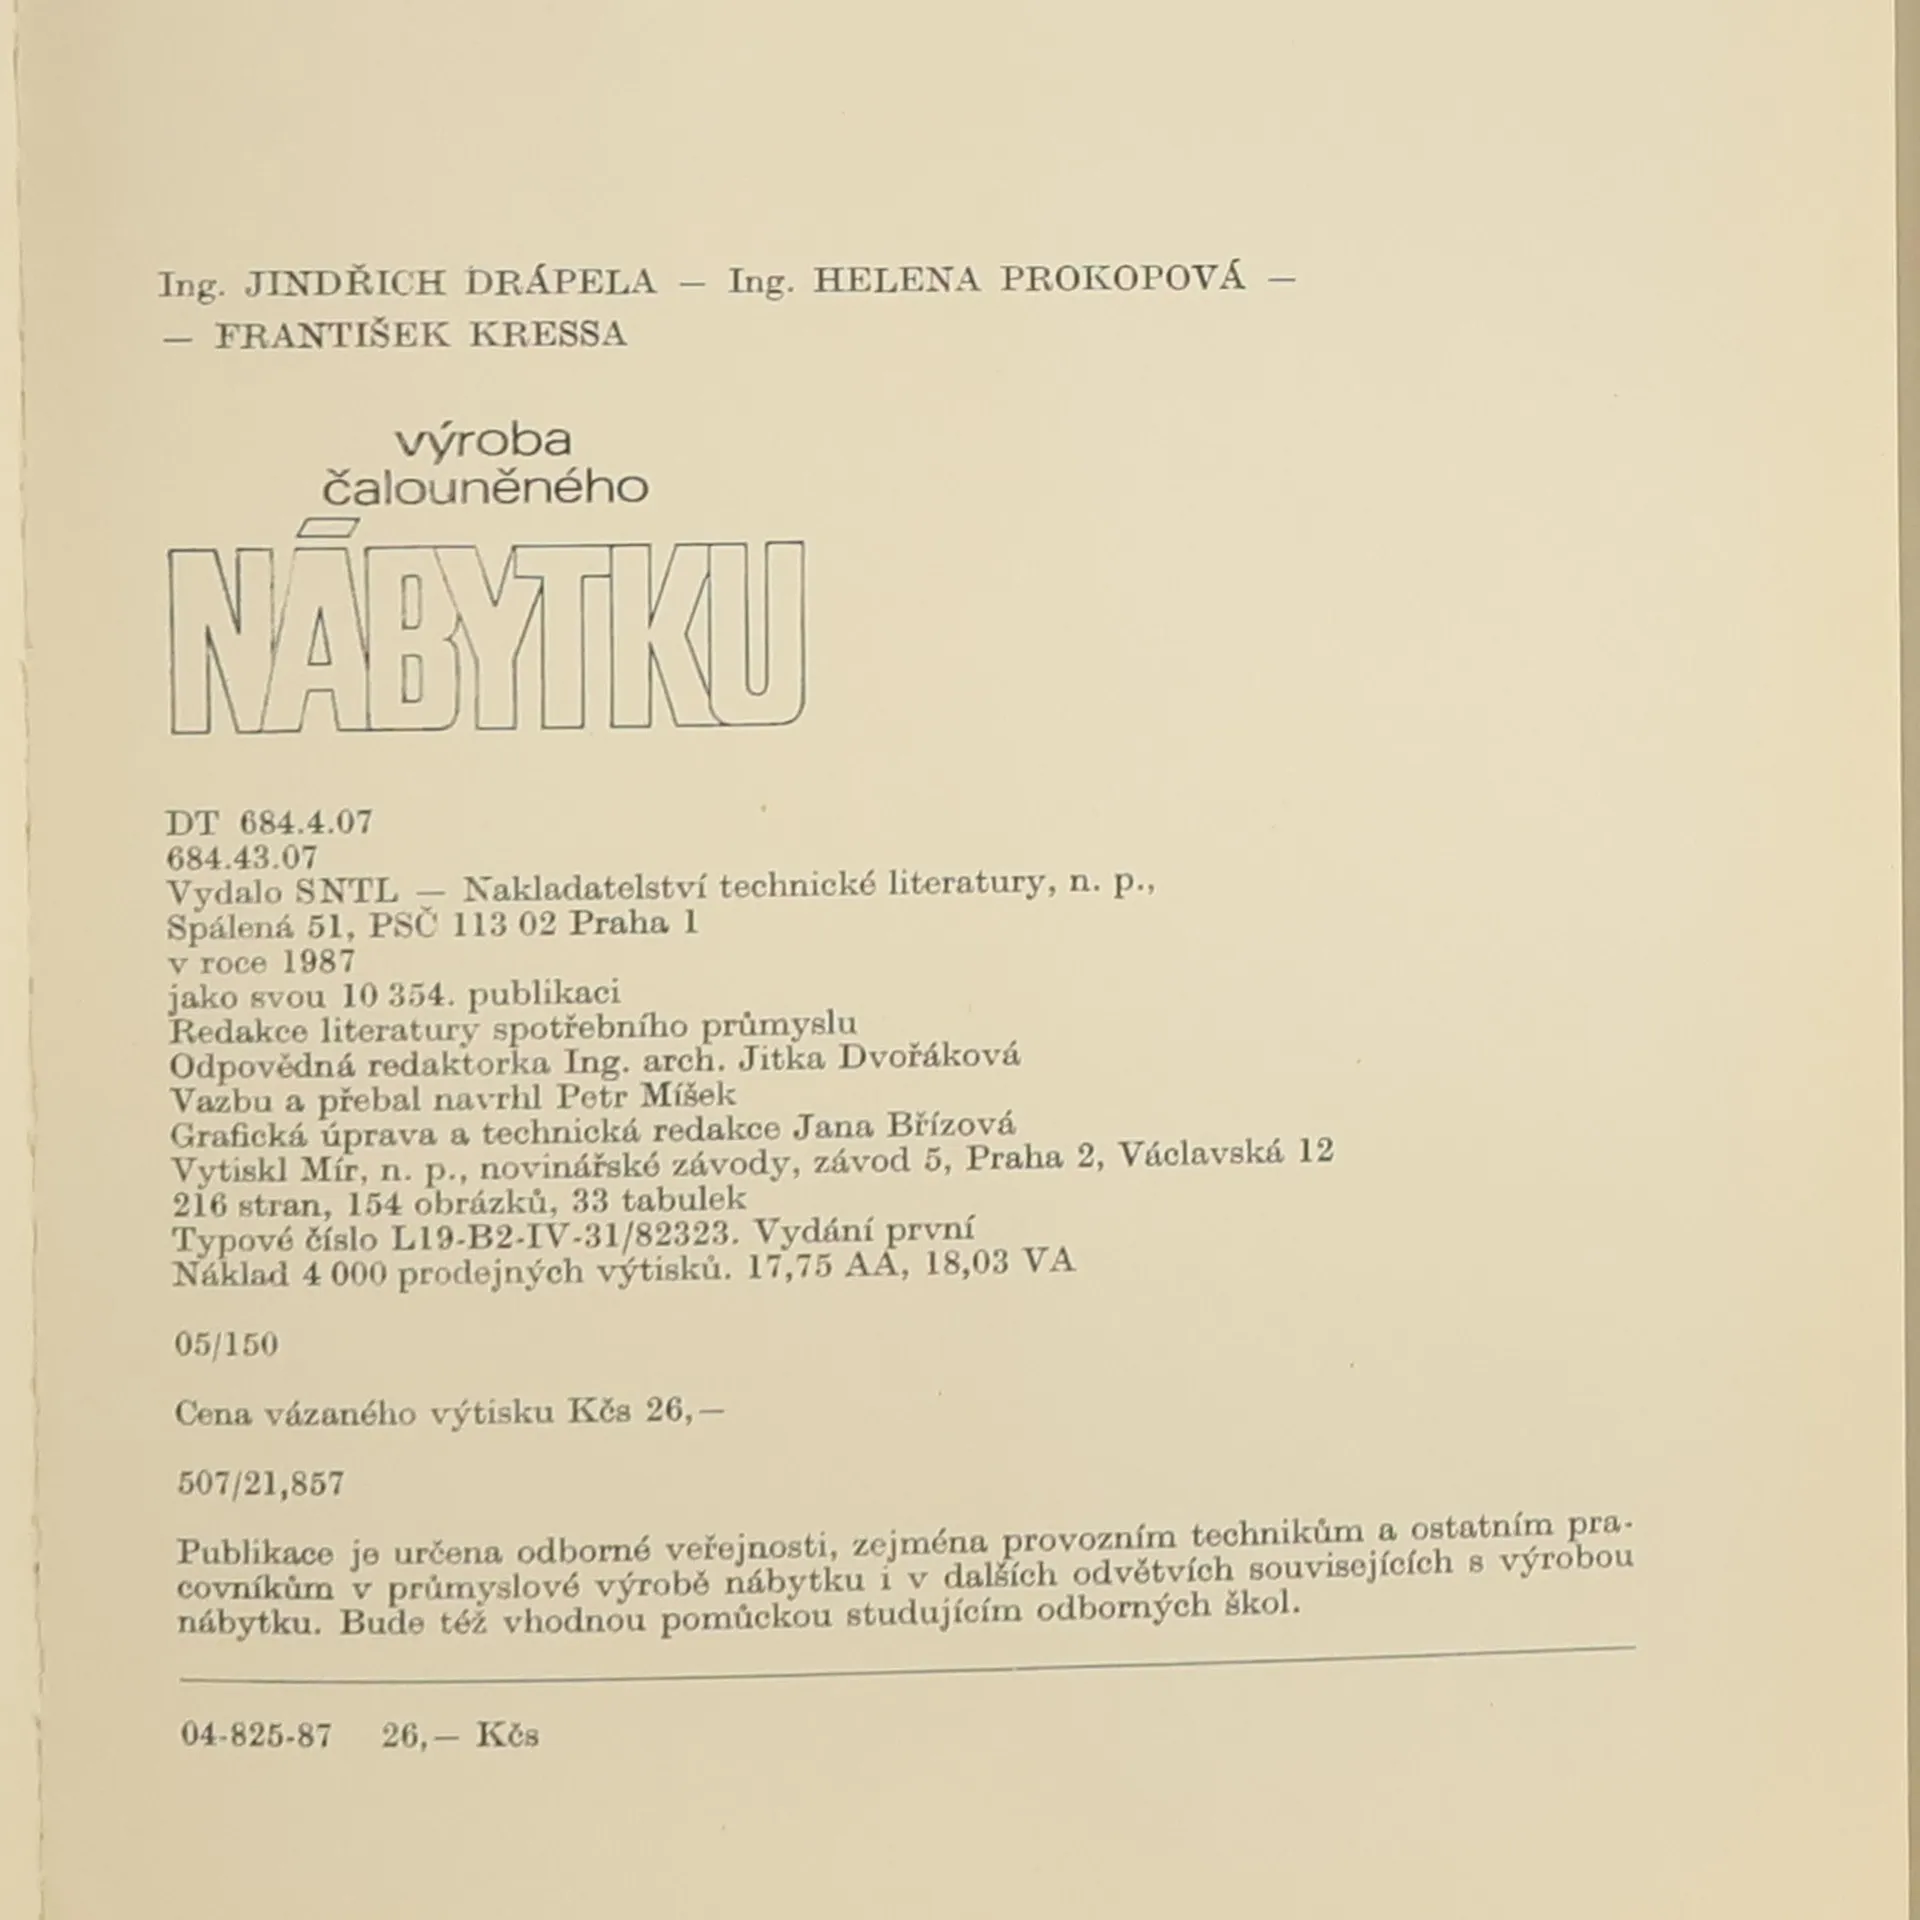 Ing. JINDŘICH DRÁPELA — Ing. HELENA PROKOPOVÁ —
— FRANTIŠEK KRESSA
výroba
čalouněného
NÁBYTKU
DT 684.4.07
684.43.07
Vydalo SNTL — Nakladatelství technické literatury, n. p.,
Spálená 51, PSČ 113 02 Praha 1
v roce 1987
jako svou 10 354. publikaci
Redakce literatury spotřebního průmyslu
Odpovědná redaktorka Ing. arch. Jitka Dvořáková
Vazbu a přebal navrhl Petr Míšek
Grafická úprava a technická redakce Jana Břízová
Vytiskl Mír, n. p., novinářské závody, závod 5, Praha 2, Václavská 12
216 stran, 154 obrázků, 33 tabulek
Typové číslo L19-B2-IV-31/82323. Vydání první
Náklad 4 000 prodejných výtisků. 17,75 AA, 18,03 VA
05/150
Cena vázaného výtisku Kčs 26,—
507/21,857
Publikace je určena odborné veřejnosti, zejména provozním technikům a ostatním pra-
covníkům v průmyslové výrobě nábytku i v dalších odvětvích souvisejících s výrobou
nábytku. Bude též vhodnou pomůckou studujícím odborných škol.
04-825-87 26,— Kčs